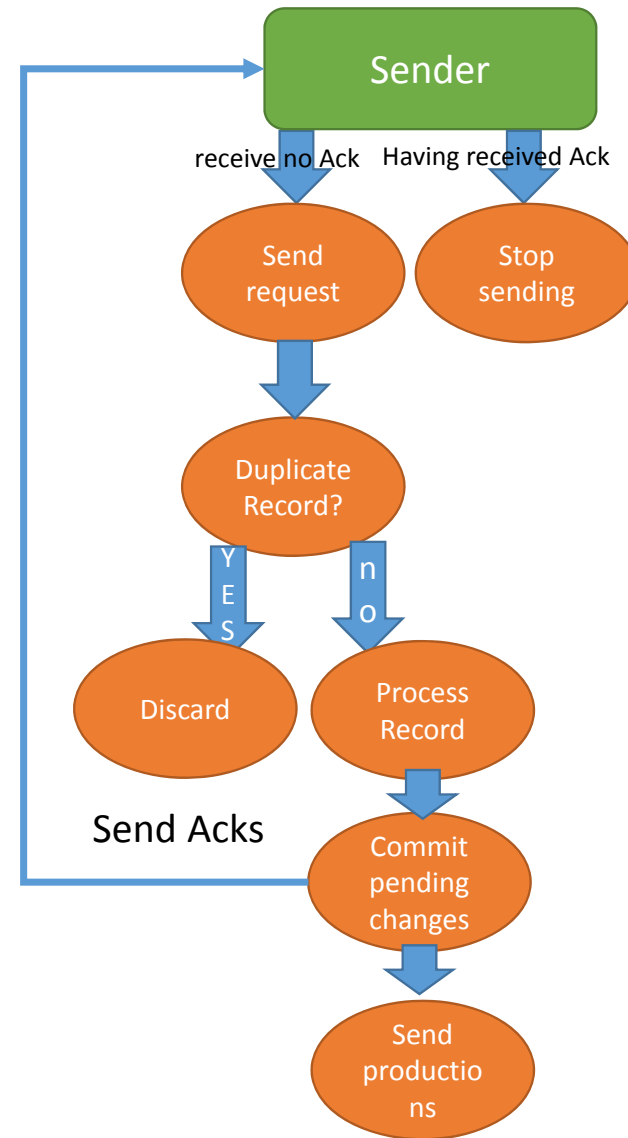 Sender
receive no Ack
Having received Ack
Send
request
Stop
sending
Duplicate
Record?
Y
E
S
n
o
Discard
Process
Record
Send Acks
Commit
pending
changes
Send
productio
ns